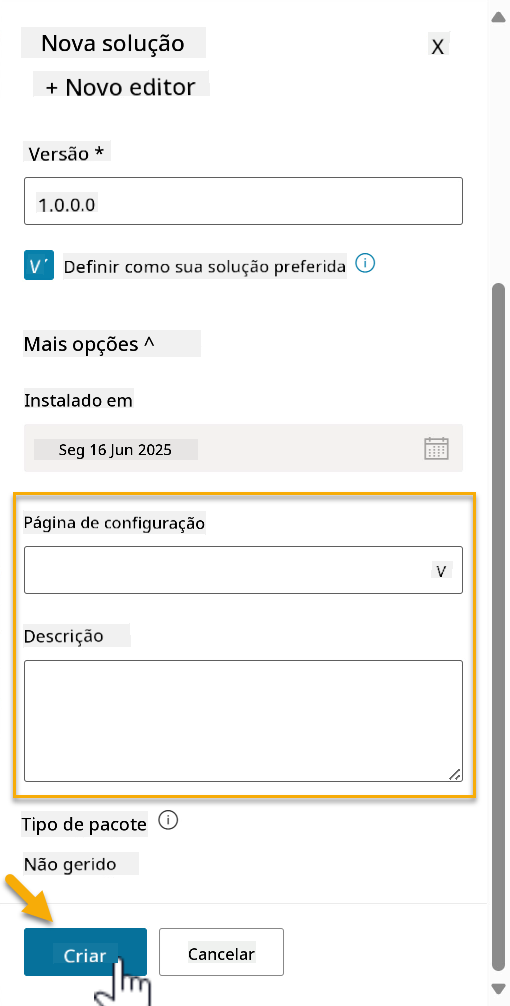 Nova solução
X
+ Novo editor
Versão *
1.0.0.0
V Definir como sua solução preferida
Mais opções ^
Instalado em
Seg 16 Jun 2025
Página de configuração
V
Descrição
Tipo de pacote
Não gerido
Criar
Cancelar